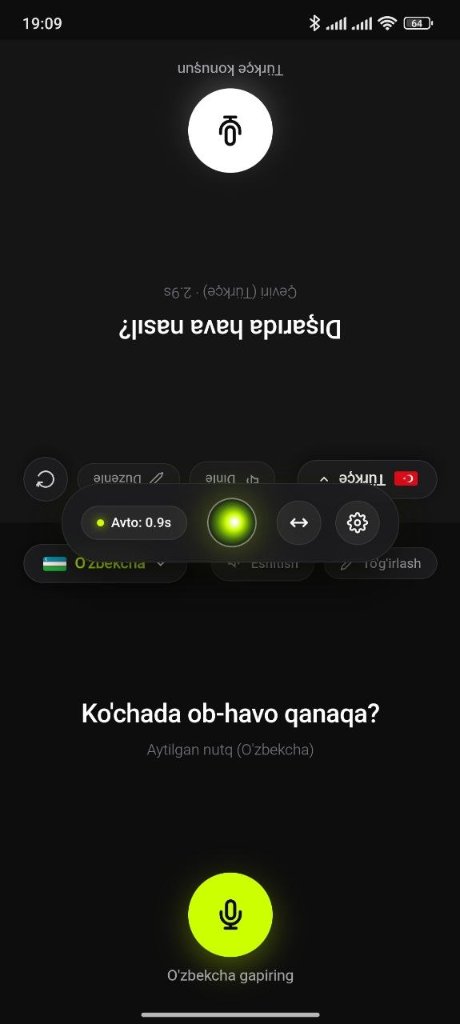 19:09
64
Türkçe konuşun
Çeviri (Türkçe) · 2.9s
Dışarıda hava nasıl?
Türkçe
Dinle
Düzenle
Avto: 0.9s
O'zbekcha
Eshitish
To'g'irlash
Ko'chada ob-havo qanaqa?
Aytilgan nutq (O'zbekcha)
O'zbekcha gapiring